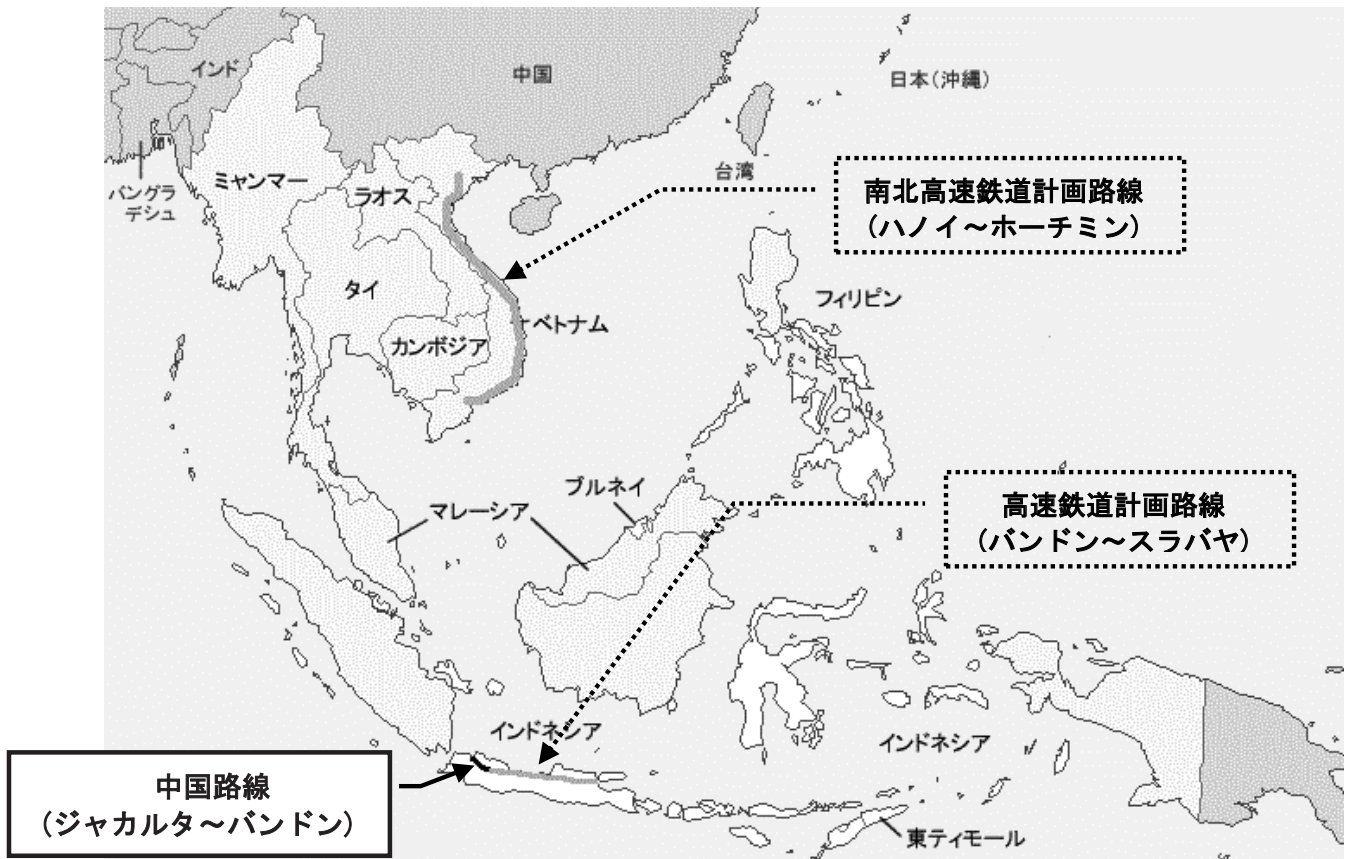 インド
中国
日本(沖縄)
台湾
バングラ
デシュ
ミャンマー
ラオス
南北高速鉄道計画路線
(ハノイ～ホーチミン)
タイ
フィリピン
ベトナム
カンボジア
ブルネイ
マレーシア
高速鉄道計画路線
(バンドン～スラバヤ)
インドネシア
インドネシア
中国路線
(ジャカルタ～バンドン)
東ティモール